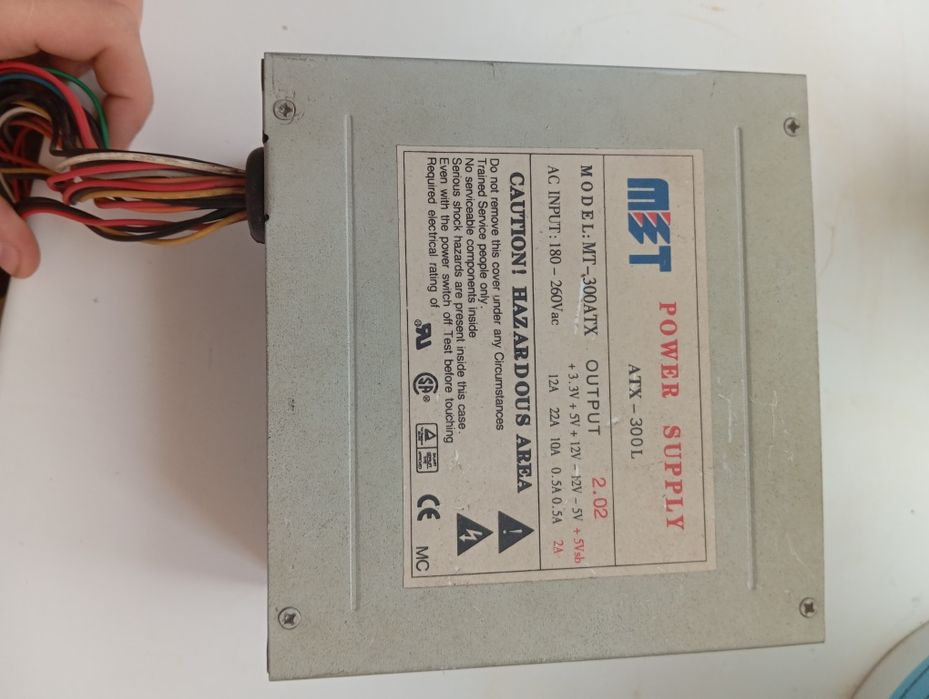 MEET POWER SUPPLY
ATX-300L
MODEL: MT-300ATX OUTPUT 2.02
+3.3V +5V +12V -12V -5V +5Vsb
AC INPUT: 180-260Vac 12A 22A 10A 0.5A 0.5A 2A
CAUTION! HAZARDOUS AREA
Do not remove this cover under any Circumstances
Trained Service people only.
No serviceable components inside
Serious shock hazards are present inside this case.
Even with the power switch off. Test before touching
Required electrical rating of
CE MC